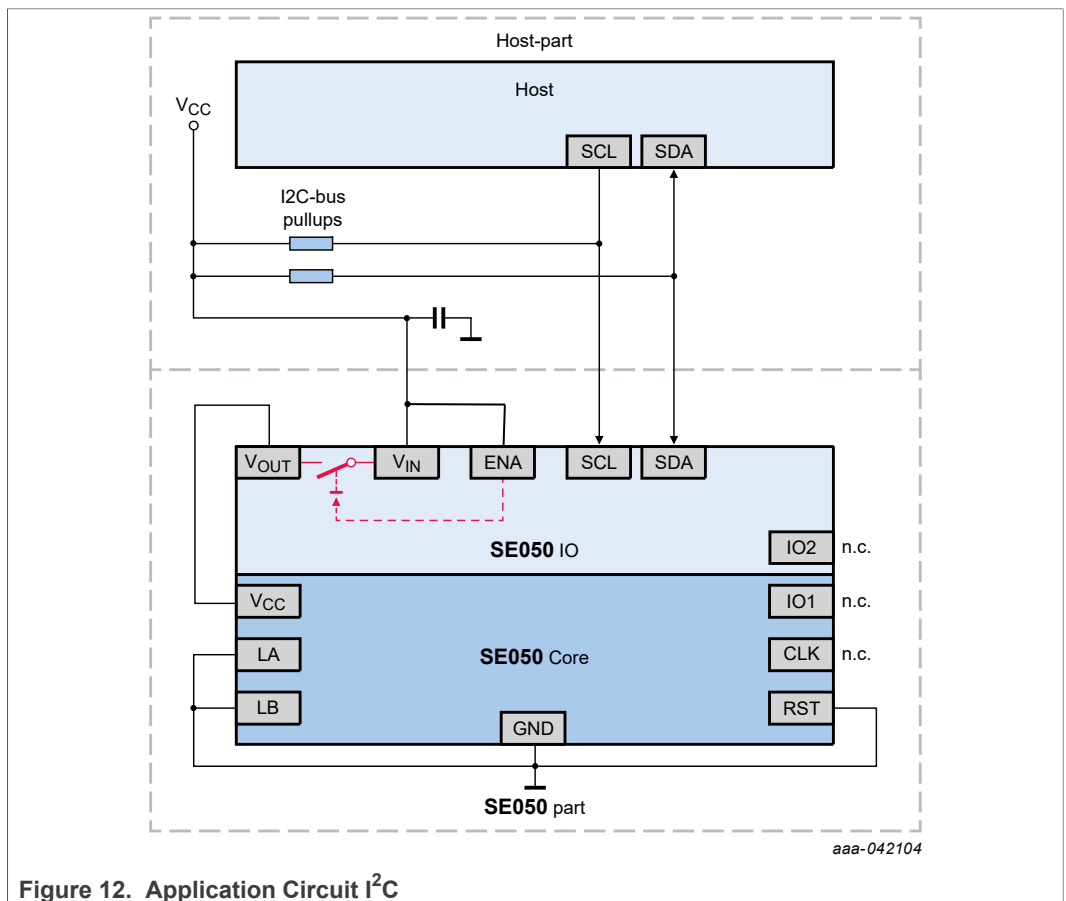 Host-part
Host
VCC
SCL SDA
I2C-bus
pullups
VOUT VIN ENA SCL SDA
SE050 IO
IO2 n.c.
VCC
IO1 n.c.
LA
SE050 Core
CLK n.c.
LB
RST
GND
SE050 part
aaa-042104
Figure 12. Application Circuit I²C